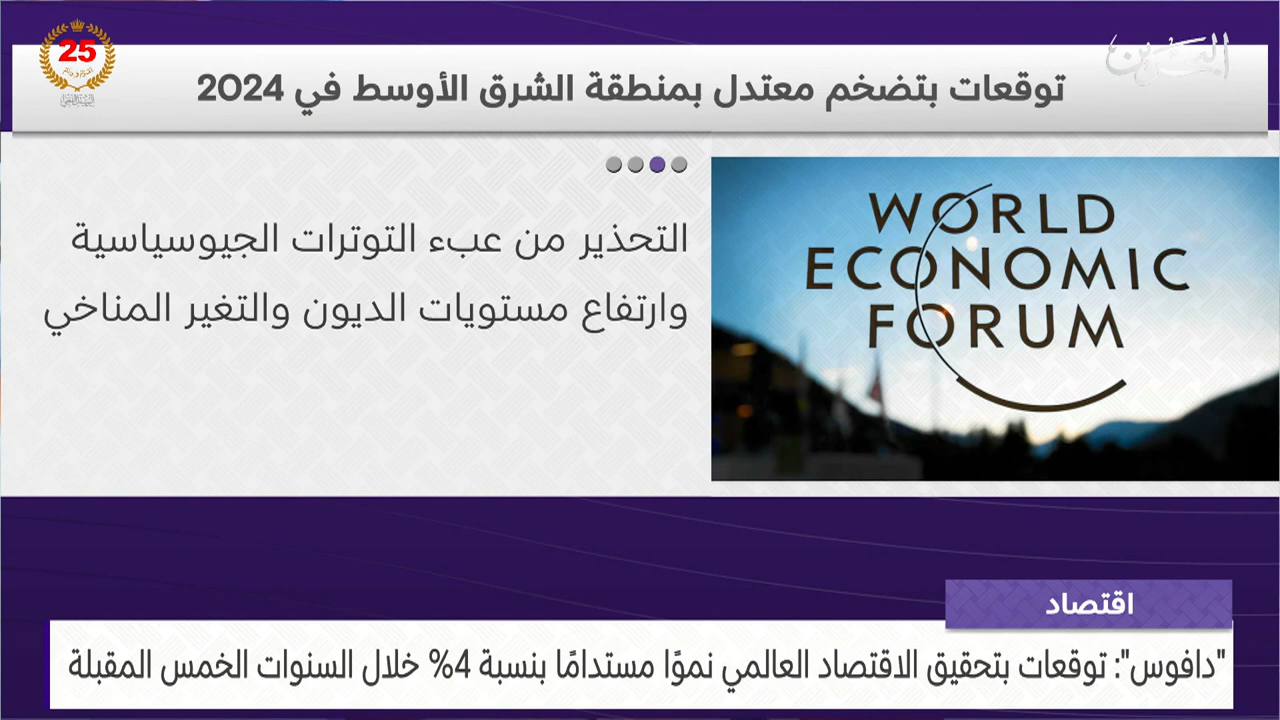 25
البحرين
توقعات بتضخم معتدل بمنطقة الشرق الأوسط في 2024
التحذير من عبء التوترات الجيوسياسية
وارتفاع مستويات الديون والتغير المناخي
WORLD
ECONOMIC
FORUM
اقتصاد
"دافوس": توقعات بتحقيق الاقتصاد العالمي نموًا مستدامًا بنسبة 4% خلال السنوات الخمس المقبلة